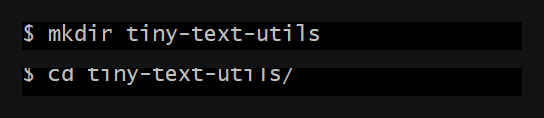 $ mkdir tiny-text-utils
$ cd tiny-text-utils/